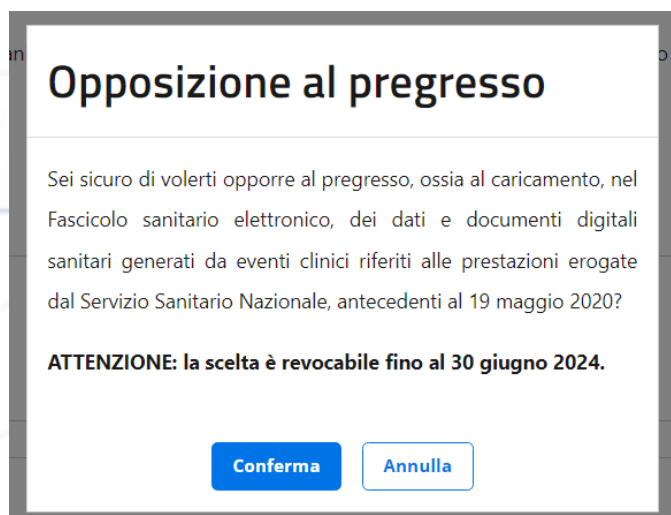 an
o
Opposizione al pregresso
Sei sicuro di volerti opporre al pregresso, ossia al caricamento, nel
Fascicolo sanitario elettronico, dei dati e documenti digitali
sanitari generati da eventi clinici riferiti alle prestazioni erogate
dal Servizio Sanitario Nazionale, antecedenti al 19 maggio 2020?
ATTENZIONE: la scelta è revocabile fino al 30 giugno 2024.
Conferma
Annulla